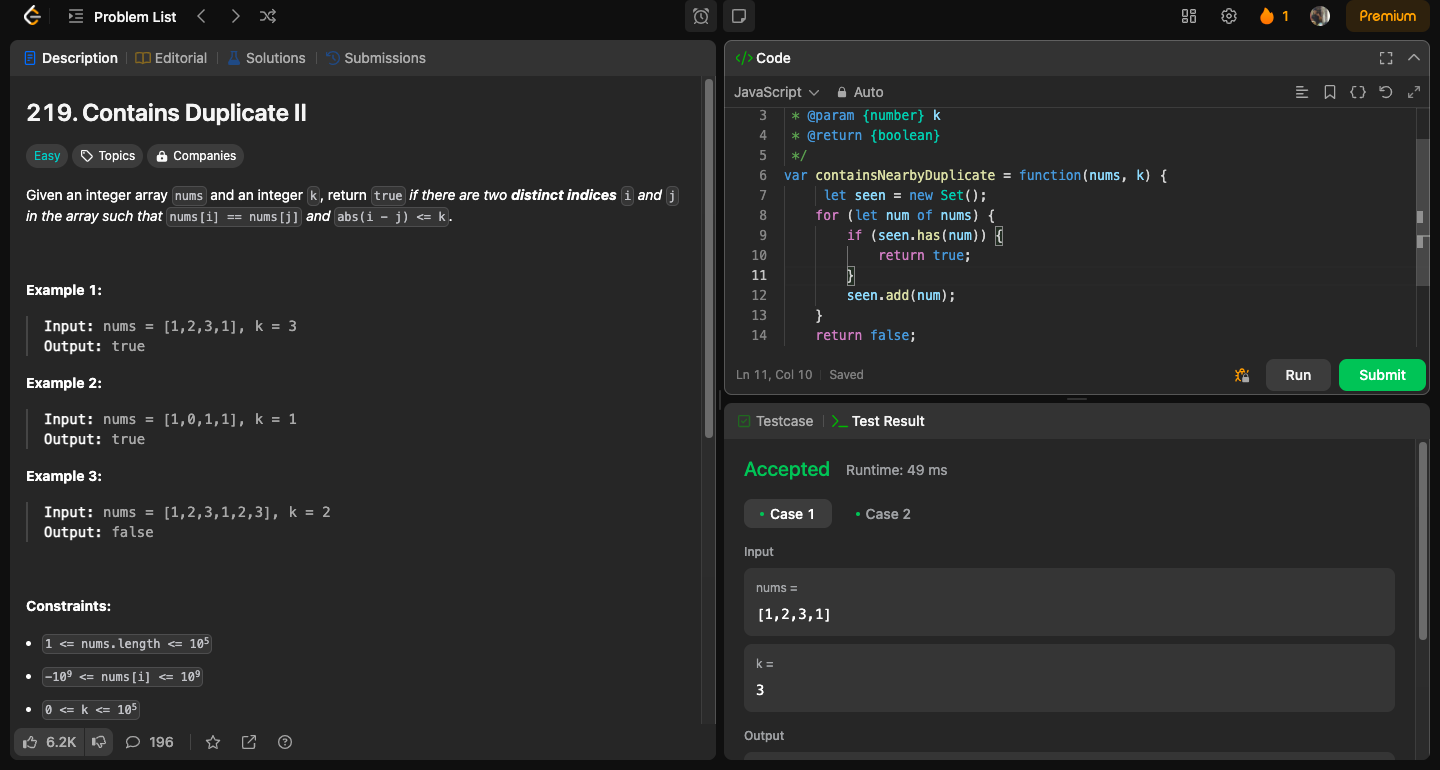 Problem List
1
Premium
Description
Editorial
Solutions
Submissions
219. Contains Duplicate II
Easy
Topics
Companies
Given an integer array nums and an integer k, return true if there are two distinct indices i and j
in the array such that nums[i] == nums[j] and abs(i - j) <= k.
Example 1:
Input: nums = [1,2,3,1], k = 3
Output: true
Example 2:
Input: nums = [1,0,1,1], k = 1
Output: true
Example 3:
Input: nums = [1,2,3,1,2,3], k = 2
Output: false
Constraints:
• 1 <= nums.length <= 10⁵
• -10⁹ <= nums[i] <= 10⁹
• 0 <= k <= 10⁵
6.2K
196
</> Code
JavaScript
Auto
3 * @param {number} k
4 * @return {boolean}
5 */
6 var containsNearbyDuplicate = function(nums, k) {
7 let seen = new Set();
8 for (let num of nums) {
9 if (seen.has(num)) {
10 return true;
11 }
12 seen.add(num);
13 }
14 return false;
Ln 11, Col 10
Saved
Run
Submit
Testcase
Test Result
Accepted
Runtime: 49 ms
• Case 1
• Case 2
Input
nums =
[1,2,3,1]
k =
3
Output